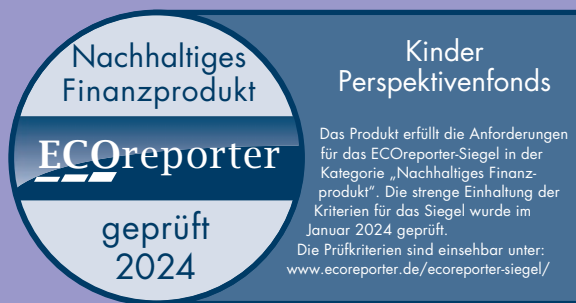 Nachhaltiges
Finanzprodukt
ECOreporter
geprüft
2024
Kinder
Perspektivenfonds
Das Produkt erfüllt die Anforderungen
für das ECOreporter-Siegel in der
Kategorie „Nachhaltiges Finanz-
produkt“. Die strenge Einhaltung der
Kriterien für das Siegel wurde im
Januar 2024 geprüft.
Die Prüfkriterien sind einsehbar unter:
www.ecoreporter.de/ecoreporter-siegel/